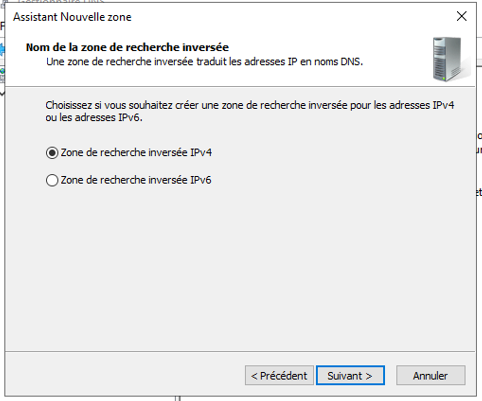 Assistant Nouvelle zone
Nom de la zone de recherche inversée
Une zone de recherche inversée traduit les adresses IP en noms DNS.
Choisissez si vous souhaitez créer une zone de recherche inversée pour les adresses IPv4
ou les adresses IPv6.
Zone de recherche inversée IPv4
Zone de recherche inversée IPv6
< Précédent
Suivant >
Annuler